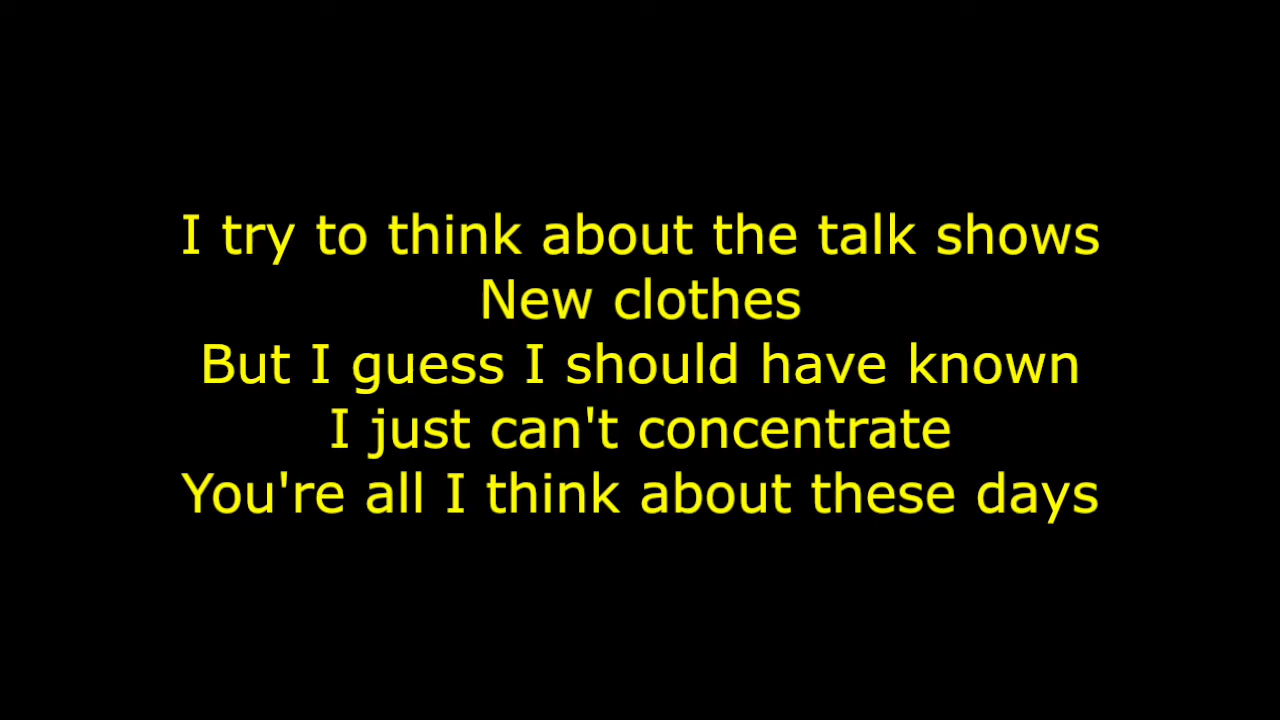 I try to think about the talk shows
New clothes
But I guess I should have known
I just can't concentrate
You're all I think about these days